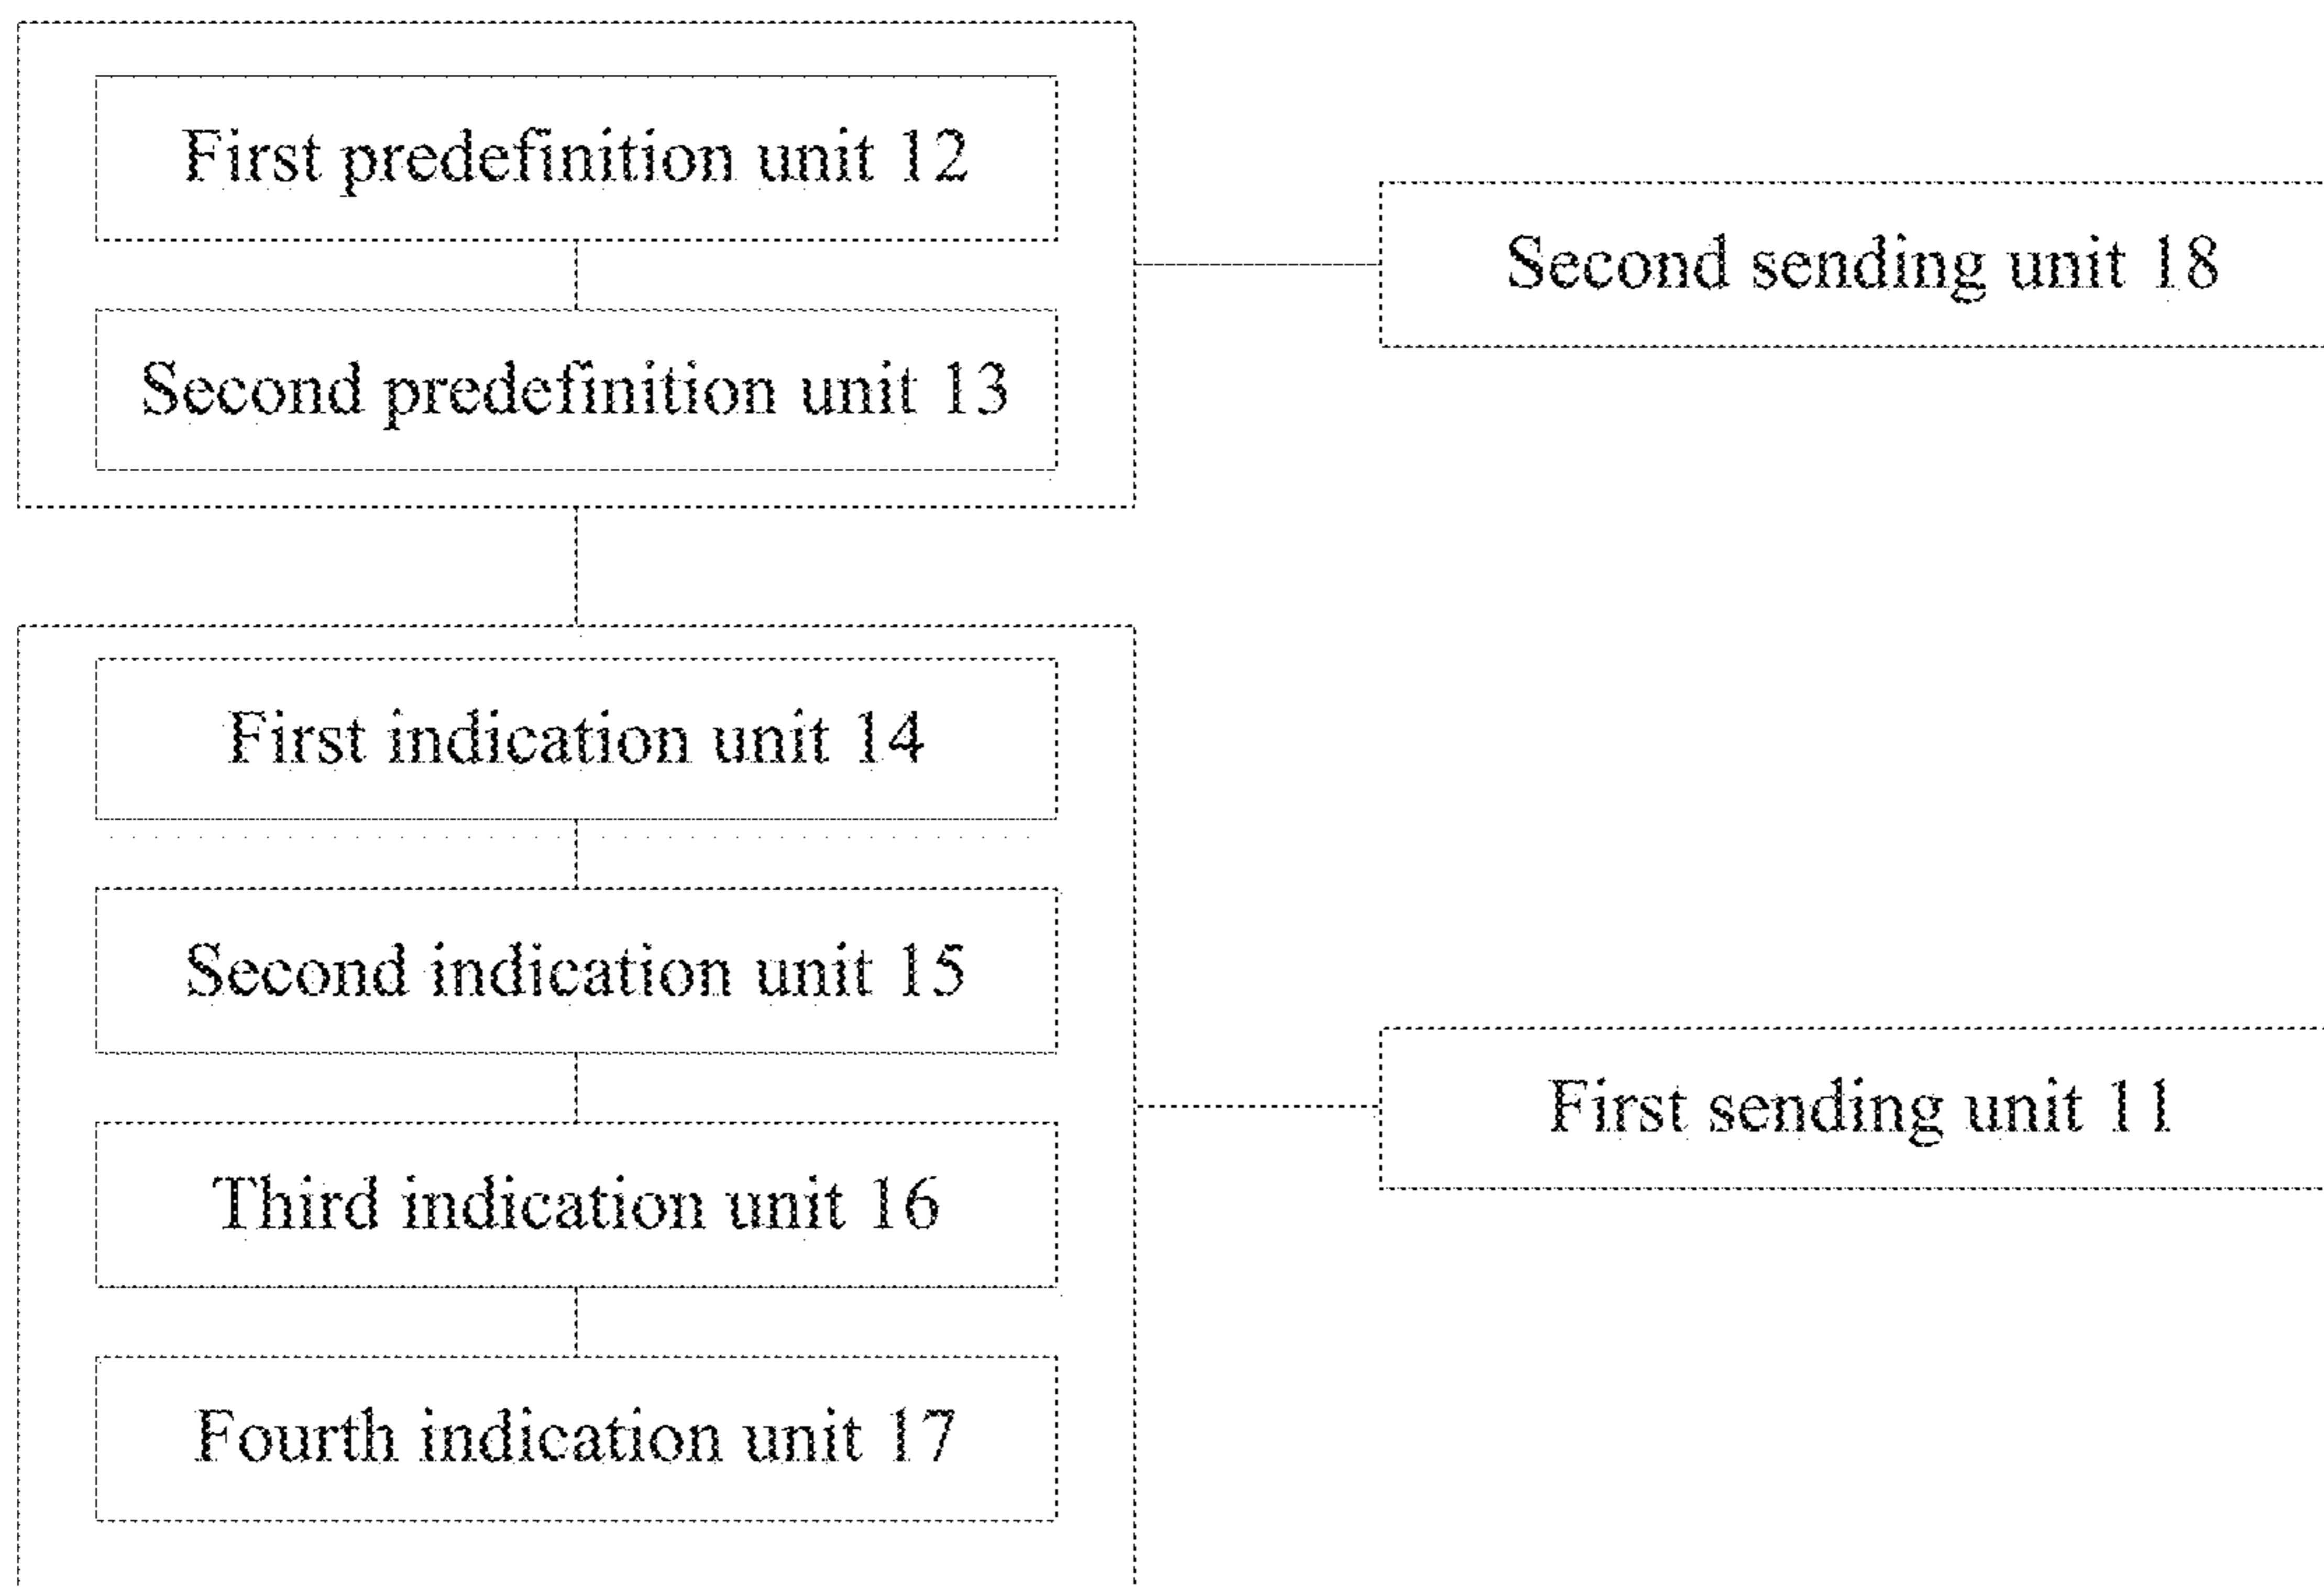 First predefinition unit 12
Second sending unit 18
Second predefinition unit 13
First indication unit 14
Second indication unit 15
First sending unit 11
Third indication unit 16
Fourth indication unit 17